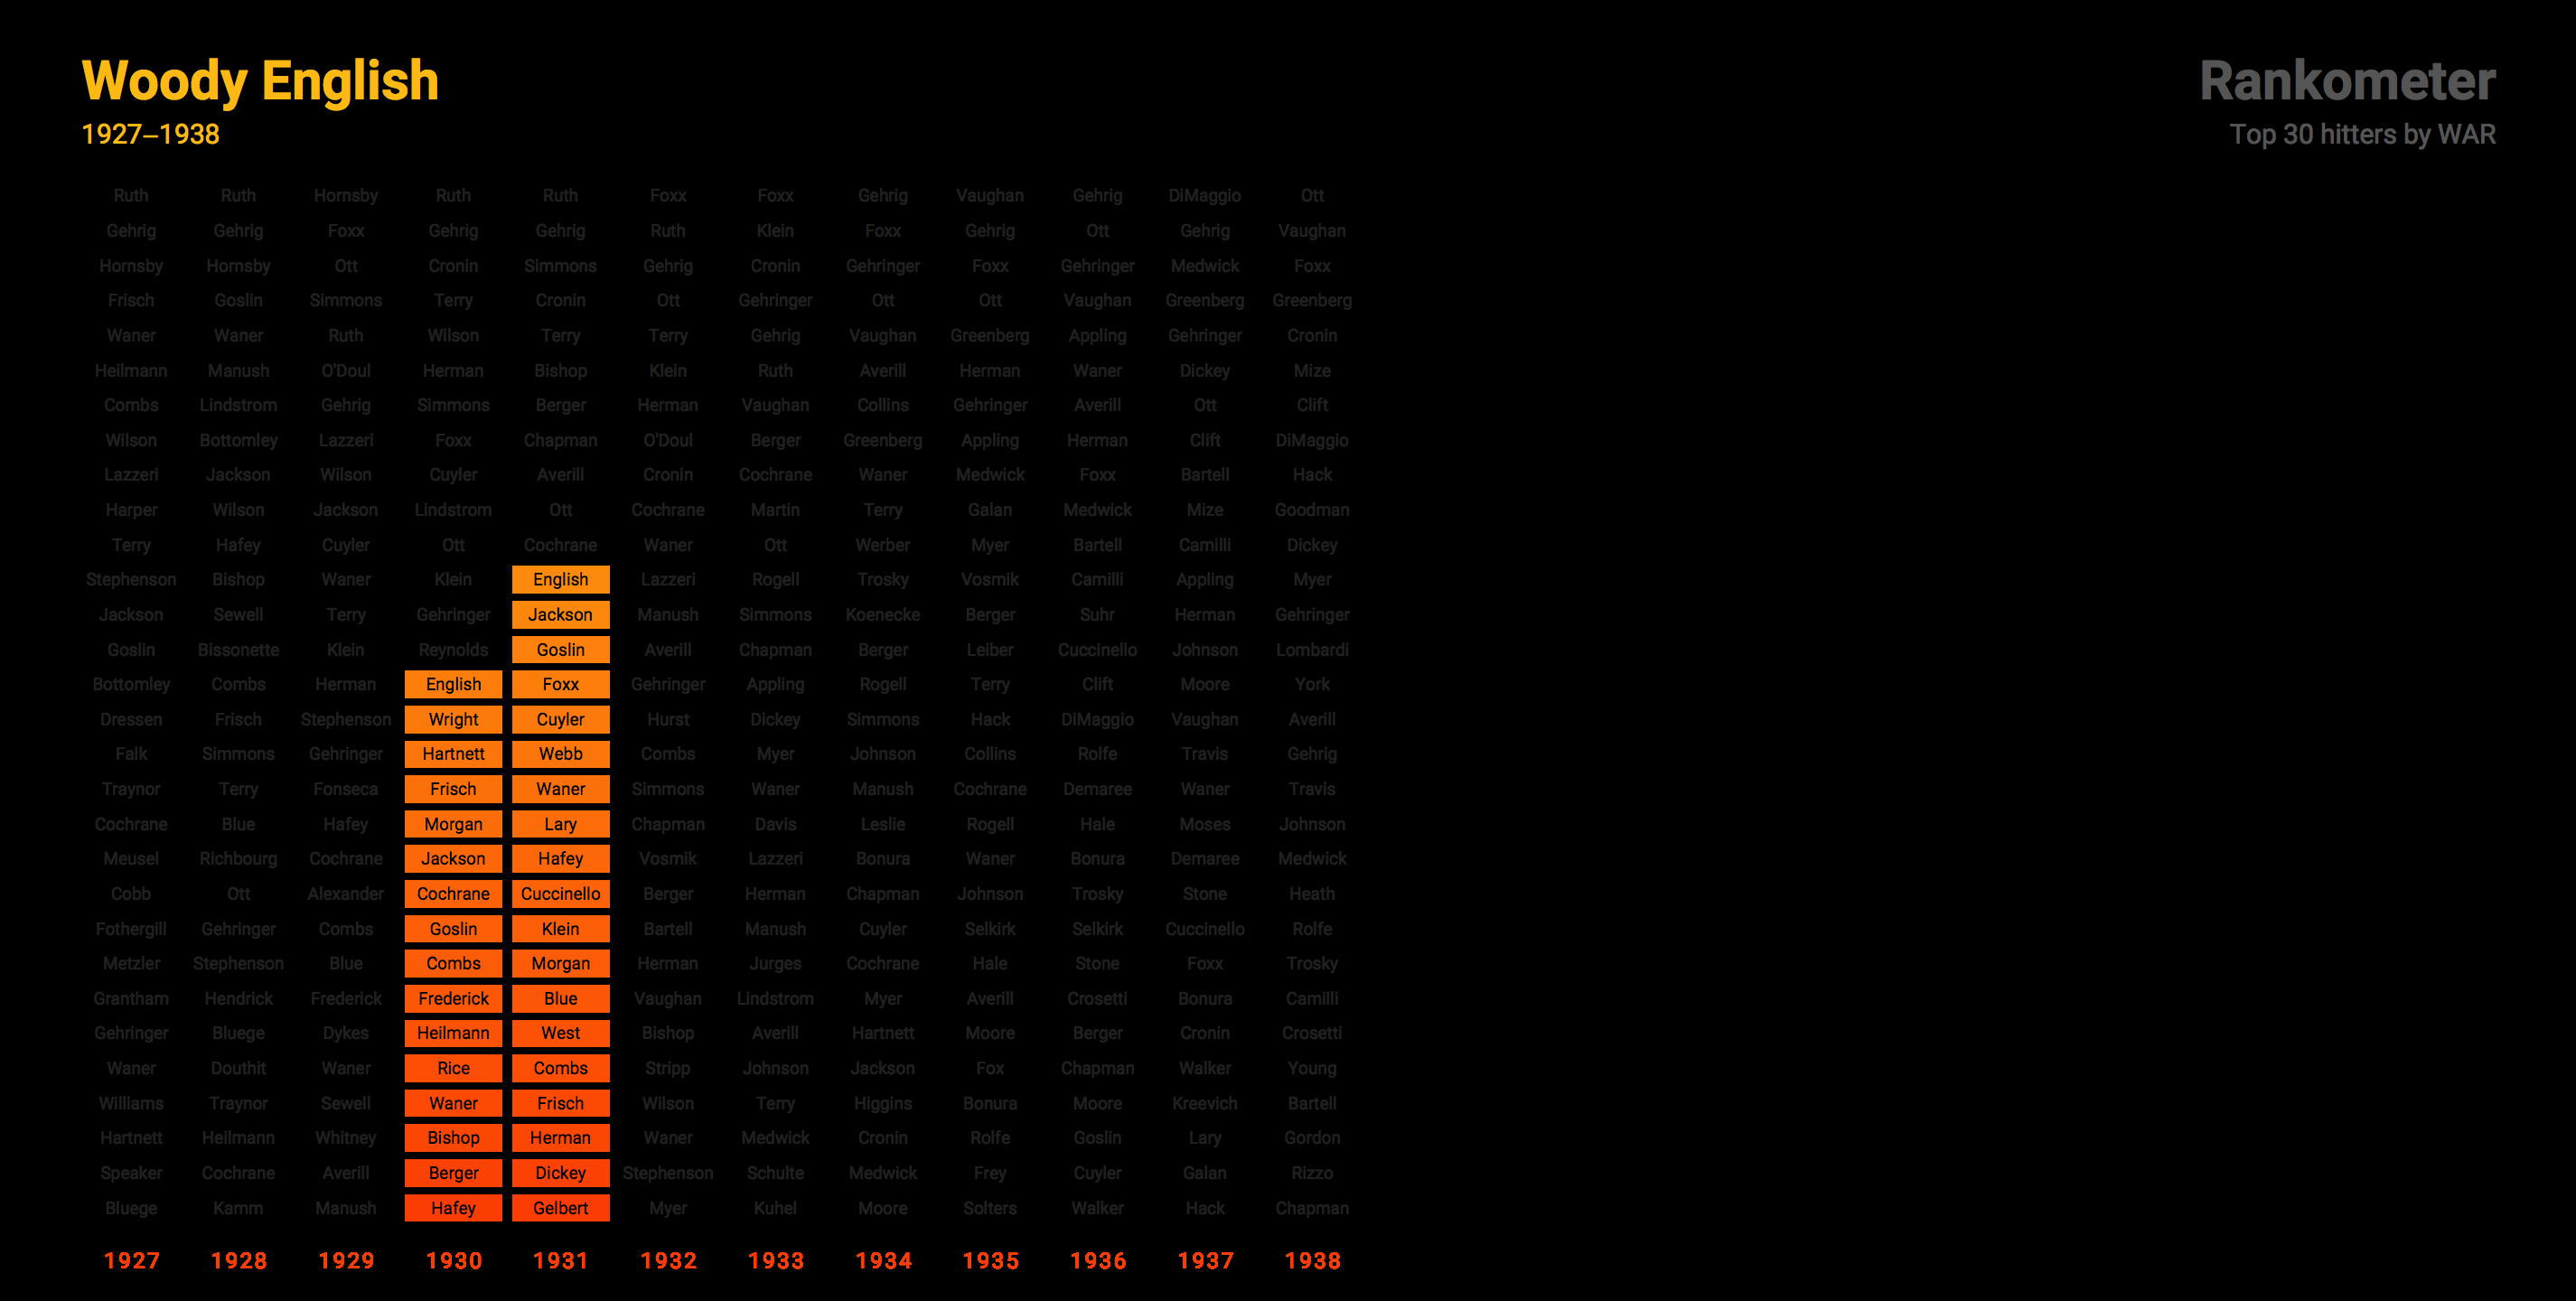 Woody English
1927–1938
Rankometer
Top 30 hitters by WAR
Ruth Ruth Hornsby Ruth Ruth Foxx Foxx Gehrig Vaughan Gehrig DiMaggio Ott
Gehrig Gehrig Foxx Gehrig Gehrig Ruth Klein Foxx Gehrig Ott Gehrig Vaughan
Hornsby Hornsby Ott Cronin Simmons Gehrig Cronin Gehringer Foxx Gehringer Medwick Foxx
Frisch Goslin Simmons Terry Cronin Ott Gehringer Ott Ott Vaughan Greenberg Greenberg
Waner Waner Ruth Wilson Terry Terry Gehrig Vaughan Greenberg Appling Gehringer Cronin
Heilmann Manush O'Doul Herman Bishop Klein Ruth Averill Herman Waner Dickey Mize
Combs Lindstrom Gehrig Simmons Berger Herman Vaughan Collins Gehringer Averill Ott Clift
Wilson Bottomley Lazzeri Foxx Chapman O'Doul Berger Greenberg Appling Herman Clift DiMaggio
Lazzeri Jackson Wilson Cuyler Averill Cronin Cochrane Waner Medwick Foxx Bartell Hack
Harper Wilson Jackson Lindstrom Ott Cochrane Martin Terry Galan Medwick Mize Goodman
Terry Hafey Cuyler Ott Cochrane Waner Ott Werber Myer Bartell Camilli Dickey
Stephenson Bishop Waner Klein English Lazzeri Rogell Trosky Vosmik Camilli Appling Myer
Jackson Sewell Terry Gehringer Jackson Manush Simmons Koenecke Berger Suhr Herman Gehringer
Goslin Bissonette Klein Reynolds Goslin Averill Chapman Berger Leiber Cuccinello Johnson Lombardi
Bottomley Combs Herman English Foxx Gehringer Appling Rogell Terry Clift Moore York
Dressen Frisch Stephenson Wright Cuyler Hurst Dickey Simmons Hack DiMaggio Vaughan Averill
Falk Simmons Gehringer Hartnett Webb Combs Myer Johnson Collins Rolfe Travis Gehrig
Traynor Terry Fonseca Frisch Waner Simmons Waner Manush Cochrane Demaree Waner Travis
Cochrane Blue Hafey Morgan Lary Chapman Davis Leslie Rogell Hale Moses Johnson
Meusel Richbourg Cochrane Jackson Hafey Vosmik Lazzeri Bonura Waner Bonura Demaree Medwick
Cobb Ott Alexander Cochrane Cuccinello Berger Herman Chapman Johnson Trosky Stone Heath
Fothergill Gehringer Combs Goslin Klein Bartell Manush Cuyler Selkirk Selkirk Cuccinello Rolfe
Metzler Stephenson Blue Combs Morgan Herman Jurges Cochrane Hale Stone Foxx Trosky
Grantham Hendrick Frederick Frederick Blue Vaughan Lindstrom Myer Averill Crosetti Bonura Camilli
Gehringer Bluege Dykes Heilmann West Bishop Averill Hartnett Moore Berger Cronin Crosetti
Waner Douthit Waner Rice Combs Stripp Johnson Jackson Fox Chapman Walker Young
Williams Traynor Sewell Waner Frisch Wilson Terry Higgins Bonura Moore Kreevich Bartell
Hartnett Heilmann Whitney Bishop Herman Waner Medwick Cronin Rolfe Goslin Lary Gordon
Speaker Cochrane Averill Berger Dickey Stephenson Schulte Medwick Frey Cuyler Galan Rizzo
Bluege Kamm Manush Hafey Gelbert Myer Kuhel Moore Solters Walker Hack Chapman
1927 1928 1929 1930 1931 1932 1933 1934 1935 1936 1937 1938